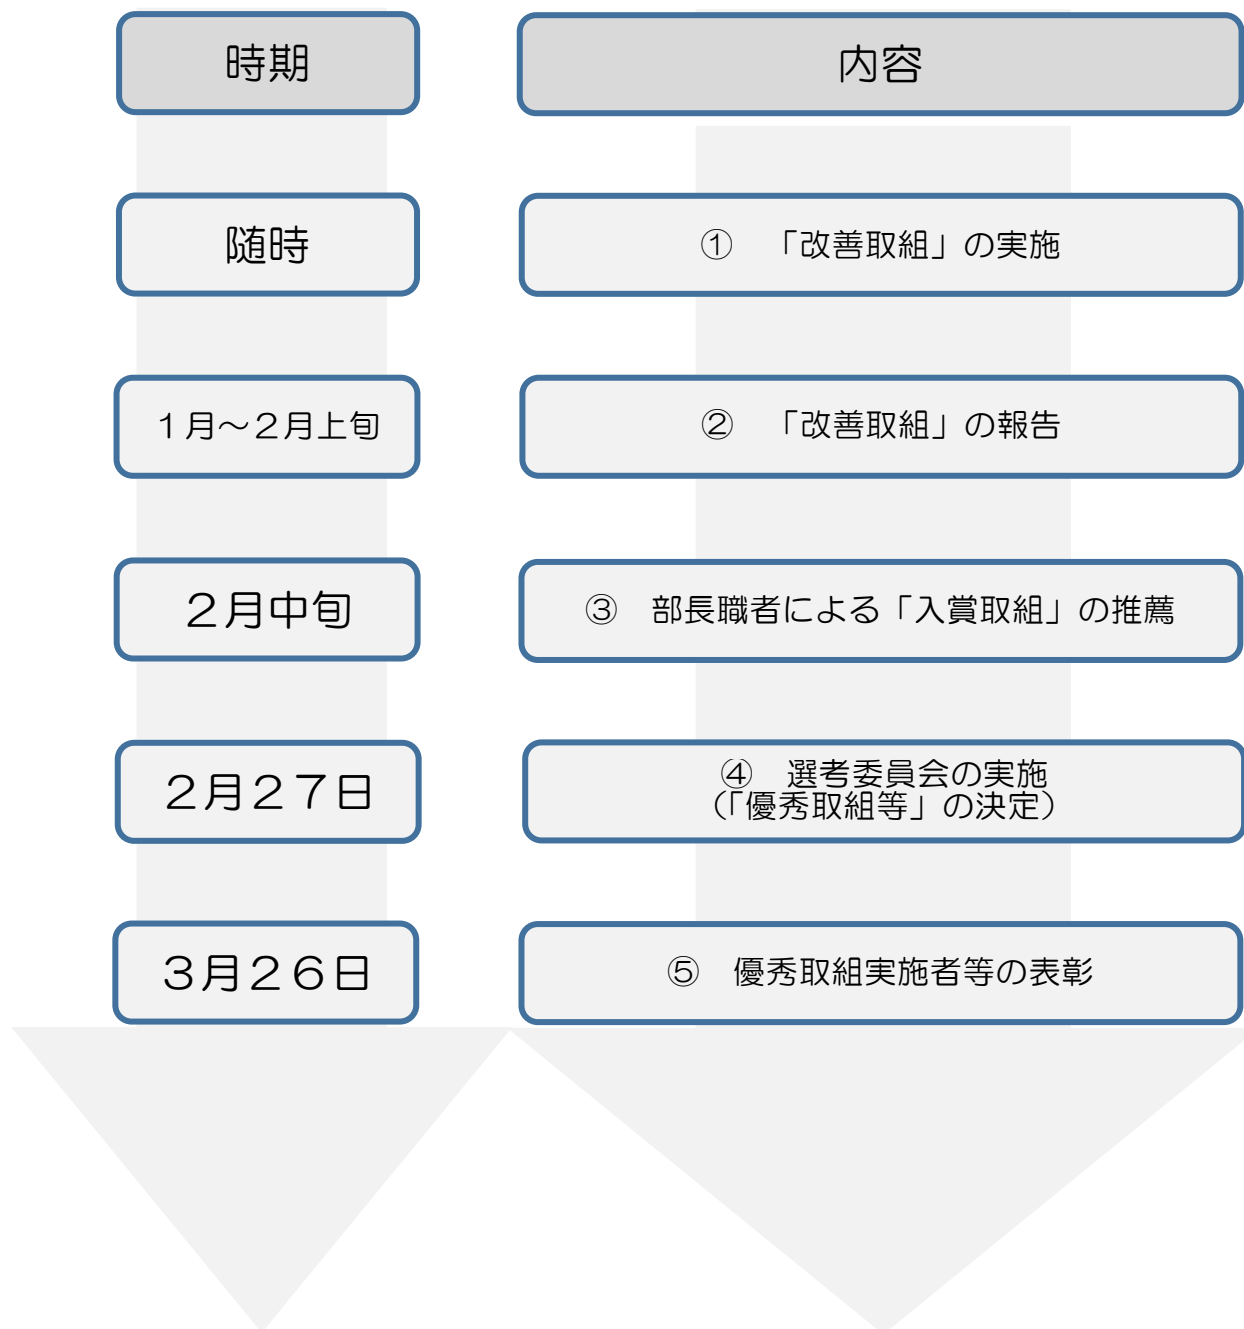 時期
内容
随時
①　「改善取組」の実施
１月～２月上旬
②　「改善取組」の報告
２月中旬
③　部長職者による「入賞取組」の推薦
２月２７日
④　選考委員会の実施
（「優秀取組等」の決定）
３月２６日
⑤　優秀取組実施者等の表彰